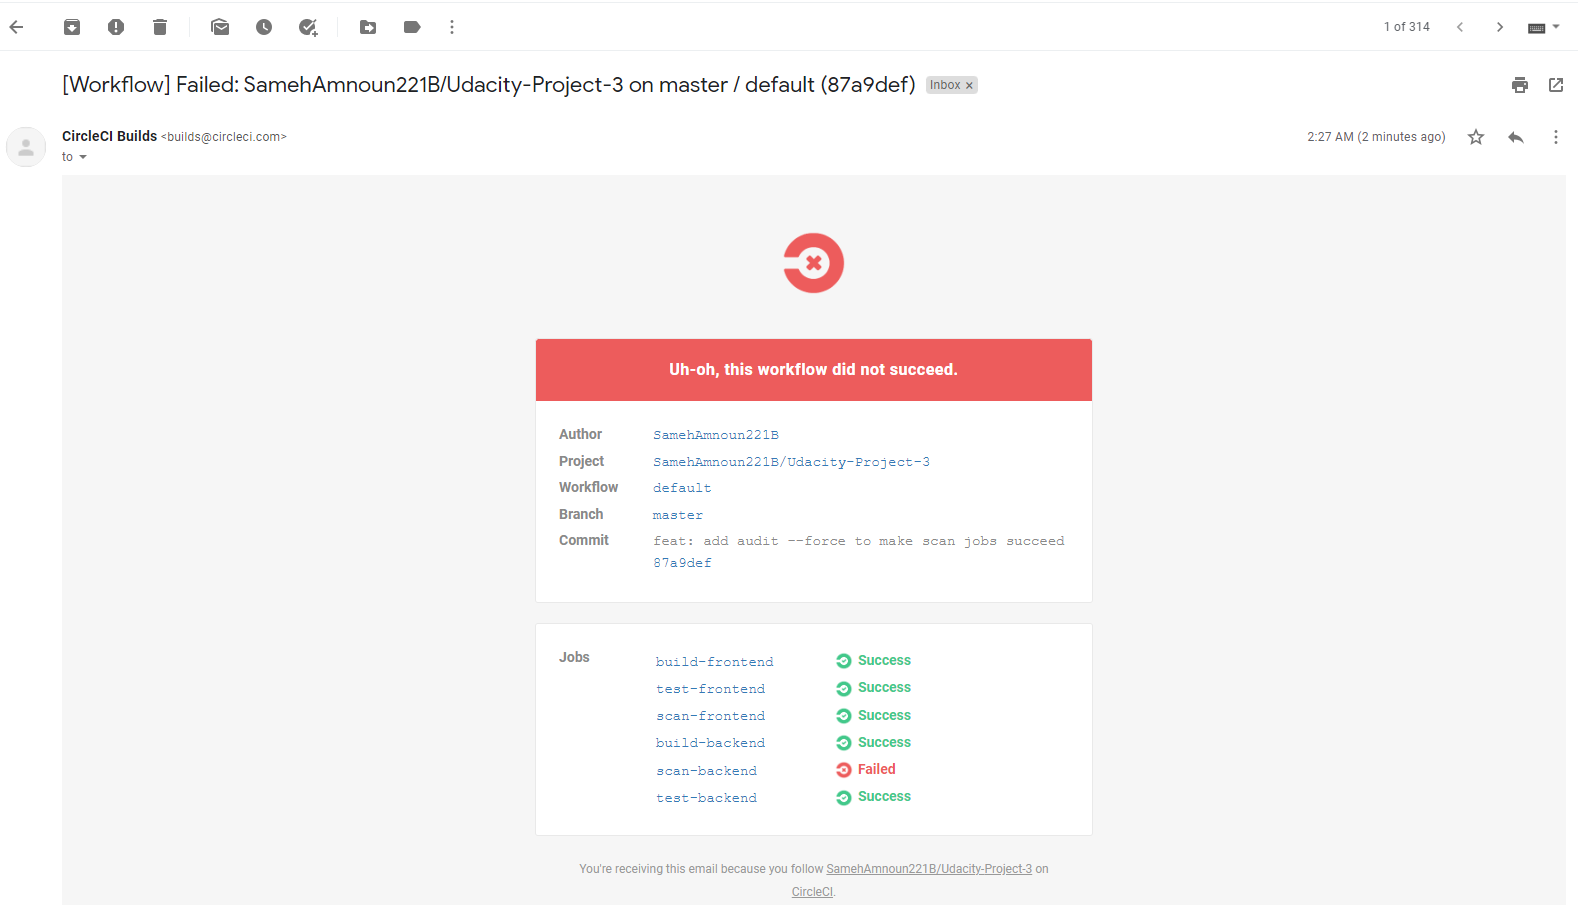 1 of 314
[Workflow] Failed: SamehAmnoun221B/Udacity-Project-3 on master / default (87a9def) Inbox ×
CircleCI Builds <builds@circleci.com>
2:27 AM (2 minutes ago)
to
Uh-oh, this workflow did not succeed.
Author SamehAmnoun221B
Project SamehAmnoun221B/Udacity-Project-3
Workflow default
Branch master
Commit feat: add audit --force to make scan jobs succeed
87a9def
Jobs build-frontend Success
test-frontend Success
scan-frontend Success
build-backend Success
scan-backend Failed
test-backend Success
You're receiving this email because you follow SamehAmnoun221B/Udacity-Project-3 on
CircleCI.